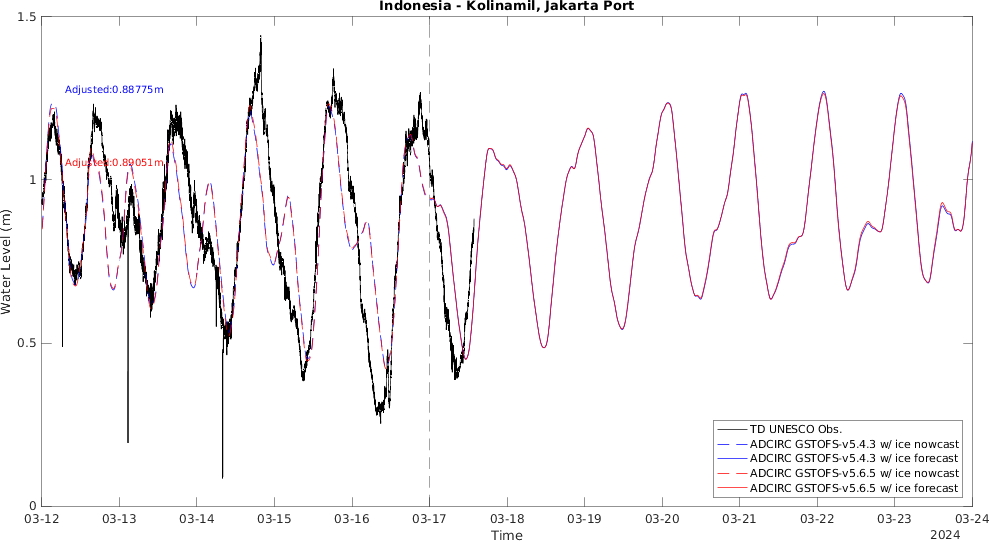 Indonesia - Kolinamil, Jakarta Port
1.5
1
0.5
0
Water Level (m)
Adjusted:0.88775m
Adjusted:0.89051m
TD UNESCO Obs.
ADCIRC GSTOFS-v5.4.3 w/ ice nowcast
ADCIRC GSTOFS-v5.4.3 w/ ice forecast
ADCIRC GSTOFS-v5.6.5 w/ ice nowcast
ADCIRC GSTOFS-v5.6.5 w/ ice forecast
03-12 03-13 03-14 03-15 03-16 03-17 03-18 03-19 03-20 03-21 03-22 03-23 03-24
Time
2024